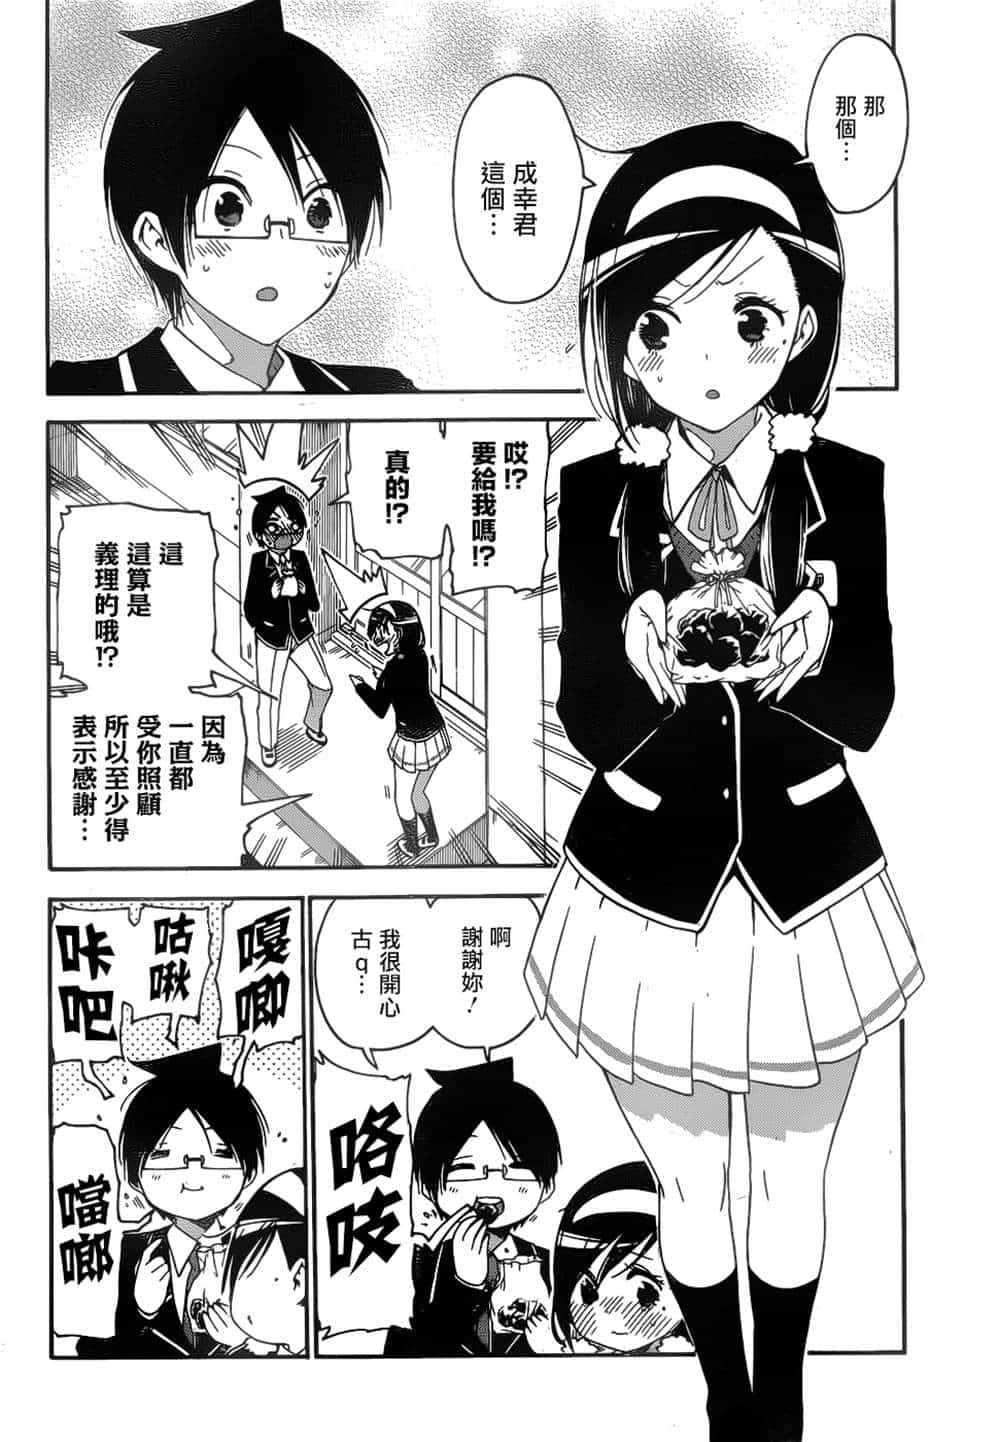 那
那個…
成幸君
這個…
哎!?
要給我嗎!?
真的!?
這
這算是
義理的哦!?
因為
一直都
受你照顧
所以至少得
表示感謝…
啊
謝謝妳!
我很開心
古q…
咯吱
嘎唧
咕啾
咔吧
噹啷